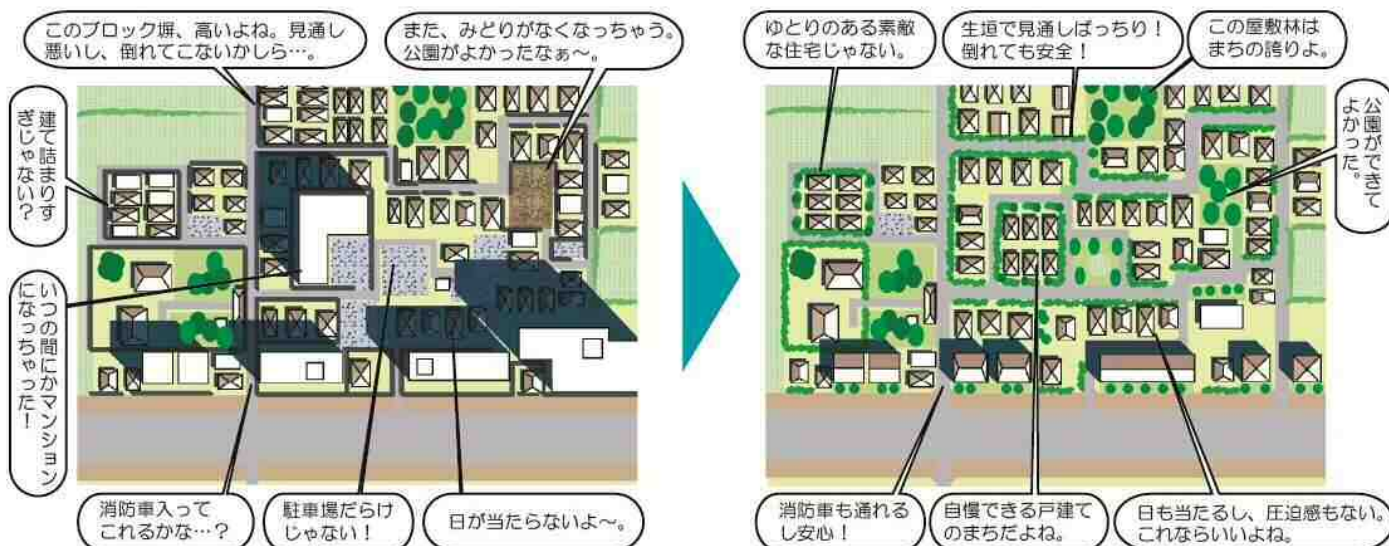 このブロック塀、高いよね。見通し
悪いし、倒れてこないかしら…。
また、みどりがなくなっちゃう。
公園がよかったなぁ～。
建て詰まりす
ぎじゃない？
いつの間にかマンション
になっちゃった！
消防車入って
これるかな…？
駐車場だらけ
じゃない！
日が当たらないよ～。
ゆとりのある素敵
な住宅じゃない。
生垣で見通しばっちり！
倒れても安全！
この屋敷林は
まちの誇りよ。
公園ができて
よかった。
消防車も通れる
し安心！
自慢できる戸建て
のまちだよね。
日も当たるし、圧迫感もない。
これならいいよね。